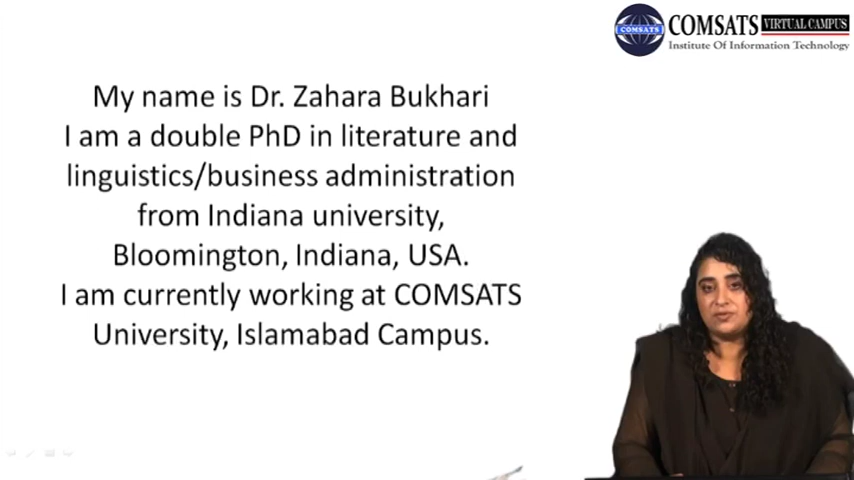 COMSATS VIRTUAL CAMPUS
COMSATS
Institute Of Information Technology
My name is Dr. Zahara Bukhari
I am a double PhD in literature and
linguistics/business administration
from Indiana university,
Bloomington, Indiana, USA.
I am currently working at COMSATS
University, Islamabad Campus.